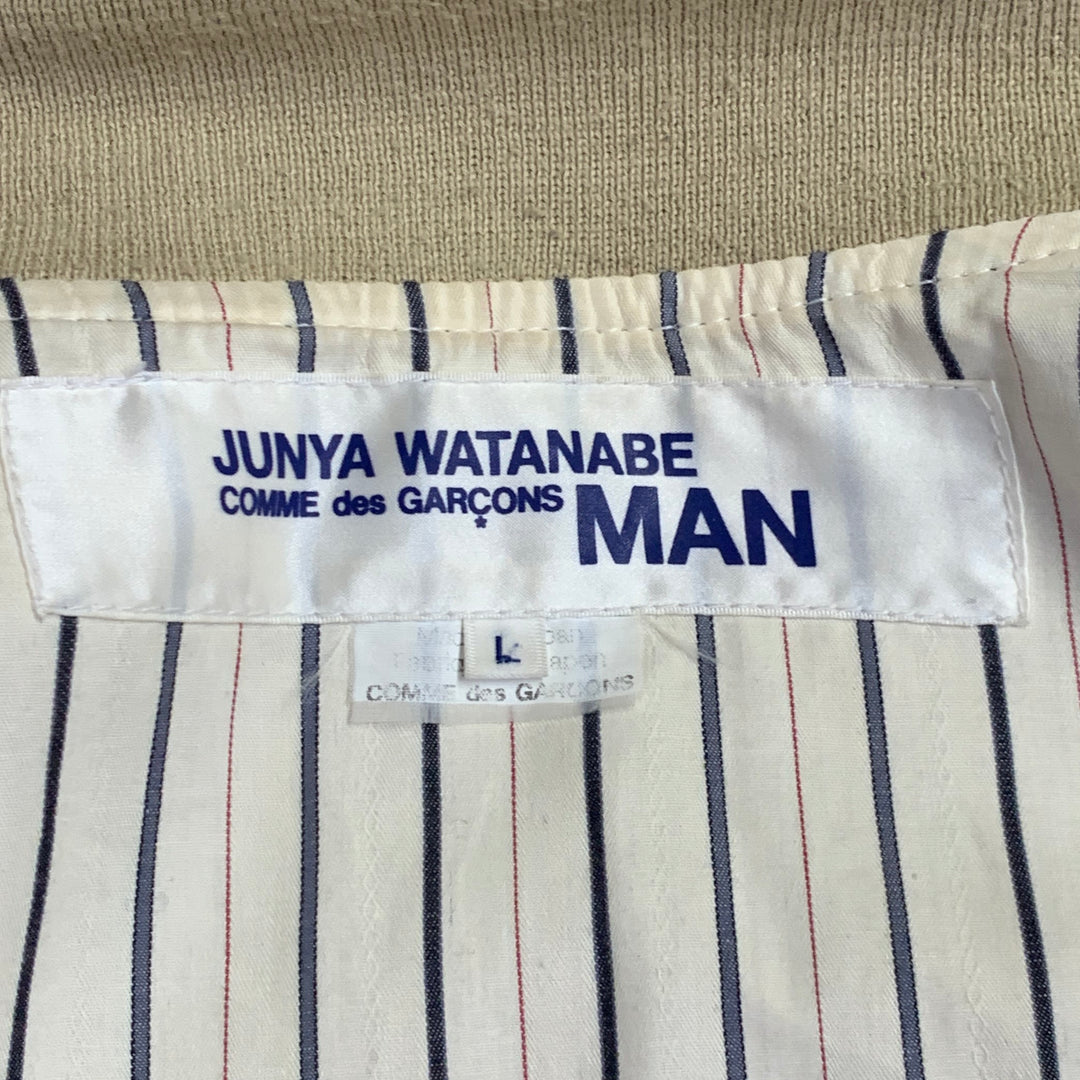 JUNYA WATANABE
COMME des GARÇONS MAN
L
COMME des GARÇONS